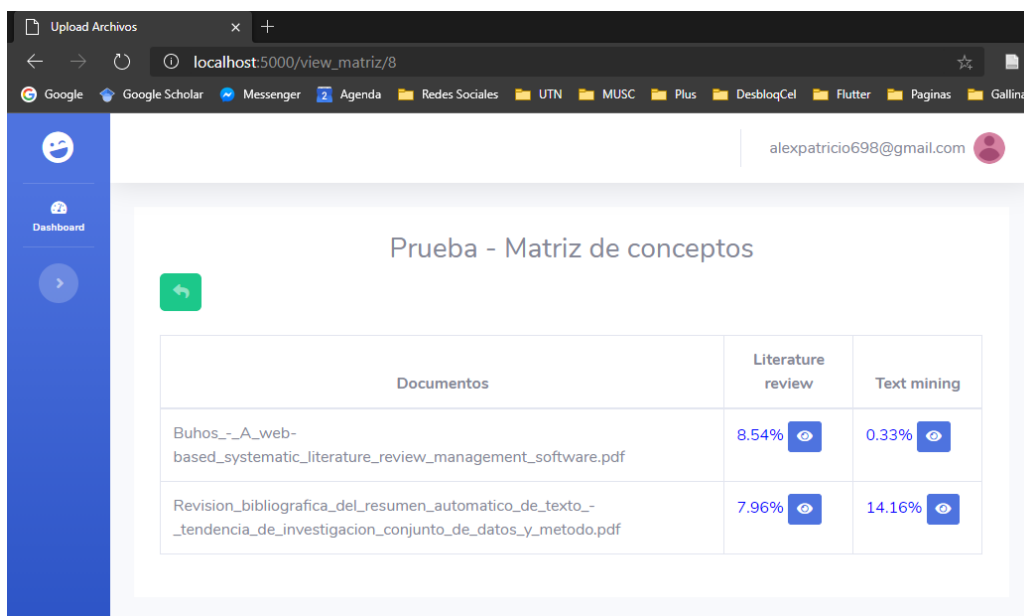 Upload Archivos
localhost:5000/view_matriz/8
Google Google Scholar Messenger 2 Agenda Redes Sociales UTN MUSC Plus DesbloqCel Flutter Paginas Gallina
alexpatricio698@gmail.com
Dashboard
Prueba - Matriz de conceptos
Documentos
Literature
review
Text mining
Buhos_-_A_web-
based_systematic_literature_review_management_software.pdf
8.54%
0.33%
Revision_bibliografica_del_resumen_automatico_de_texto_-
_tendencia_de_investigacion_conjunto_de_datos_y_metodo.pdf
7.96%
14.16%